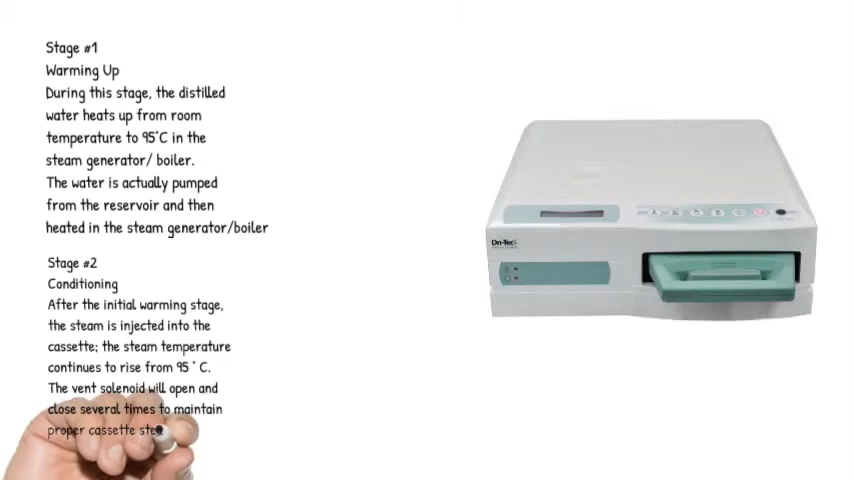 Stage #1
Warming Up
During this stage, the distilled
water heats up from room
temperature to 95°C in the
steam generator/ boiler.
The water is actually pumped
from the reservoir and then
heated in the steam generator/boiler
Stage #2
Conditioning
After the initial warming stage,
the steam is injected into the
cassette; the steam temperature
continues to rise from 95 ° C.
The vent solenoid will open and
close several times to maintain
proper cassette stea
Dri-Tec